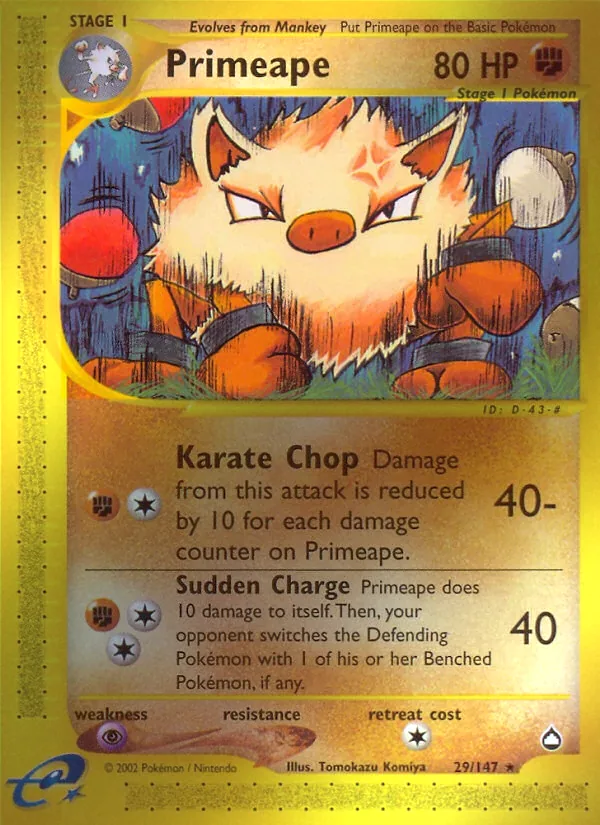 STAGE 1
Evolves from Mankey Put Primeape on the Basic Pokémon
Primeape 80 HP
Stage 1 Pokémon
ID: D-43-#
Karate Chop Damage
from this attack is reduced
by 10 for each damage
counter on Primeape.
40-
Sudden Charge Primeape does
10 damage to itself. Then, your
opponent switches the Defending
Pokémon with 1 of his or her Benched
Pokémon, if any.
40
weakness resistance retreat cost
© 2002 Pokémon / Nintendo Illus. Tomokazu Komiya 29/147 ★
e